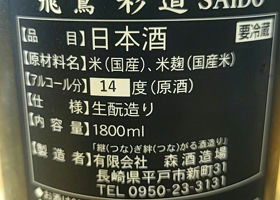 飛鸞 彩道 SAIDO
【品目】日本酒 要冷蔵
【原材料名】米(国産)、米麹(国産米)
【アルコール分】14度(原酒)
【仕様】生酛造り
【内容量】1800ml
「継(つな)ぎ絆(つな)がる酒造り」
【製造者】有限会社 森酒造場
長崎県平戸市新町31
TEL 0950-23-3131